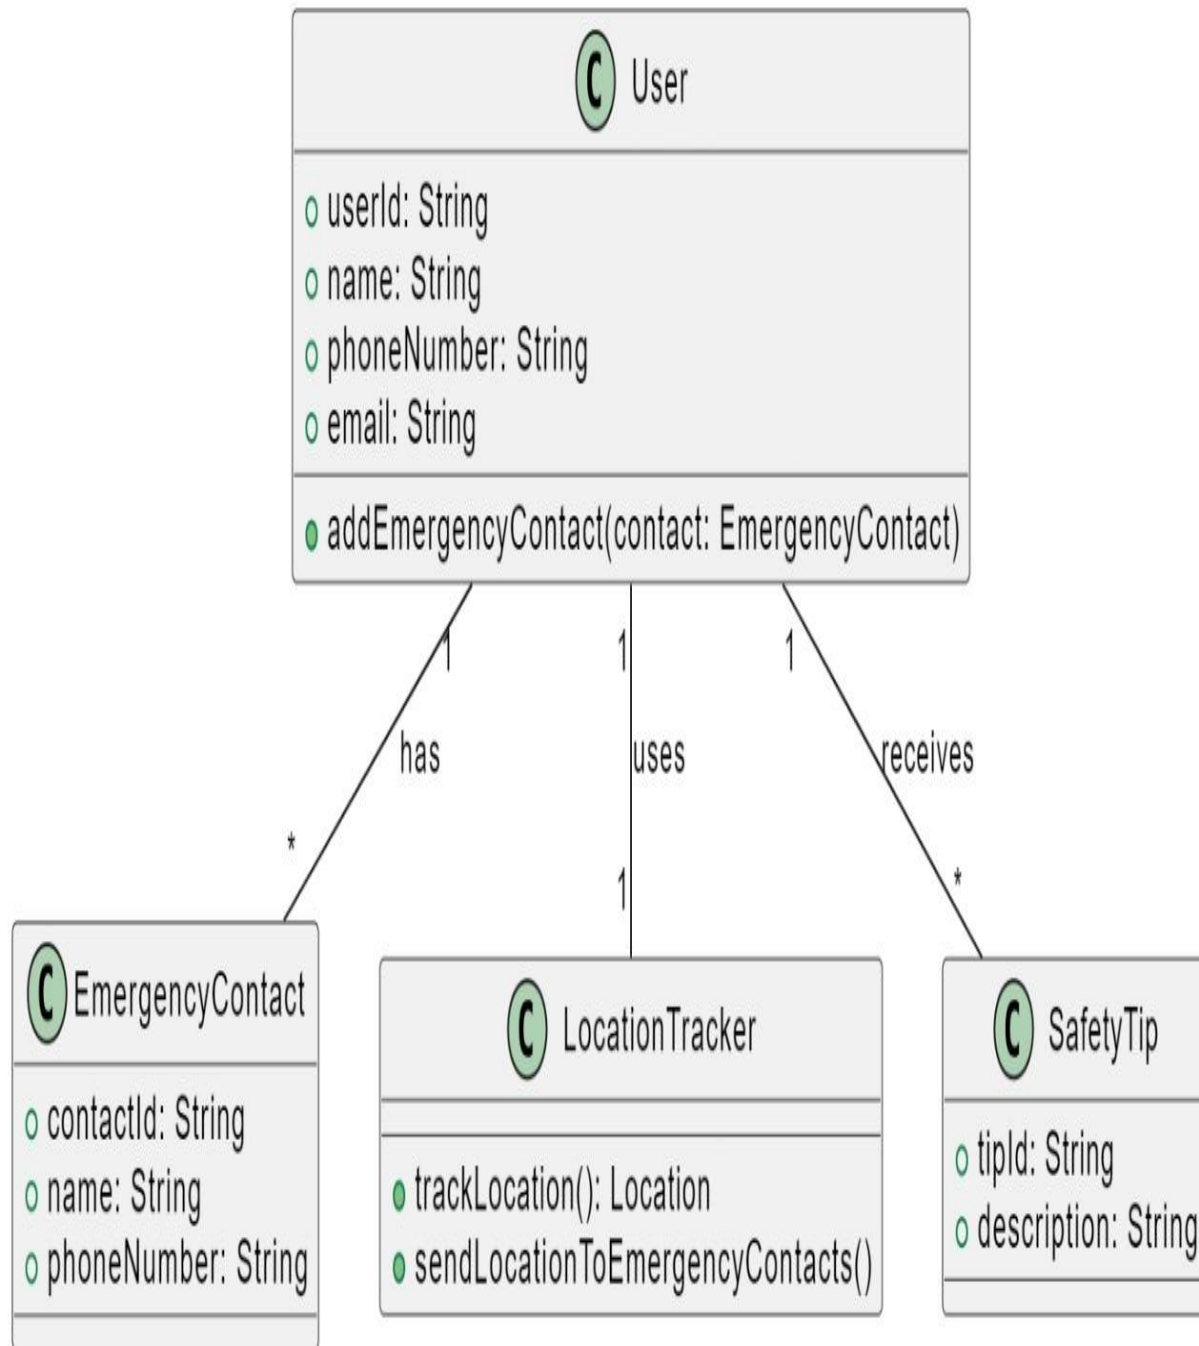 C User
userId: String
name: String
phoneNumber: String
email: String
addEmergencyContact(contact: EmergencyContact)
1
1
1
has
uses
receives
*
1
*
C EmergencyContact
contactId: String
name: String
phoneNumber: String
C LocationTracker
trackLocation(): Location
sendLocationToEmergencyContacts()
C SafetyTip
tipId: String
description: String